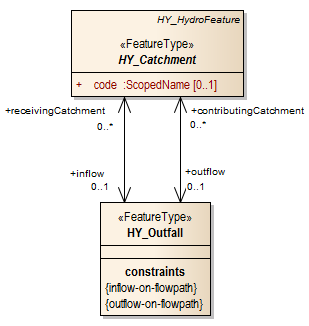 HY_HydroFeature
«FeatureType»
HY_Catchment
+ code :ScopedName [0..1]
+receivingCatchment
+contributingCatchment
0..*
0..*
+inflow
+outflow
0..1
0..1
«FeatureType»
HY_Outfall
constraints
{inflow-on-flowpath}
{outflow-on-flowpath}